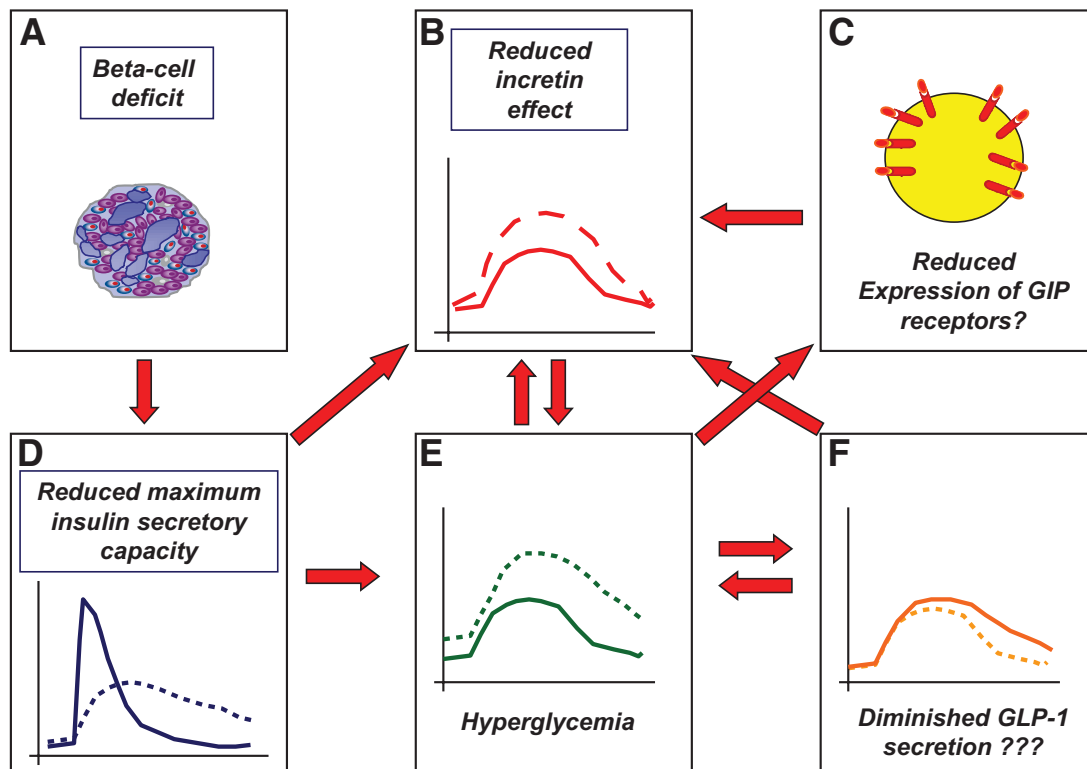 A
Beta-cell
deficit
B
Reduced
incretin
effect
C
Reduced
Expression of GIP
receptors?
D
Reduced maximum
insulin secretory
capacity
E
Hyperglycemia
F
Diminished GLP-1
secretion ???